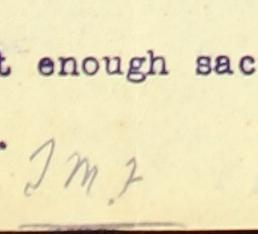 t enough sac
.
J M. F